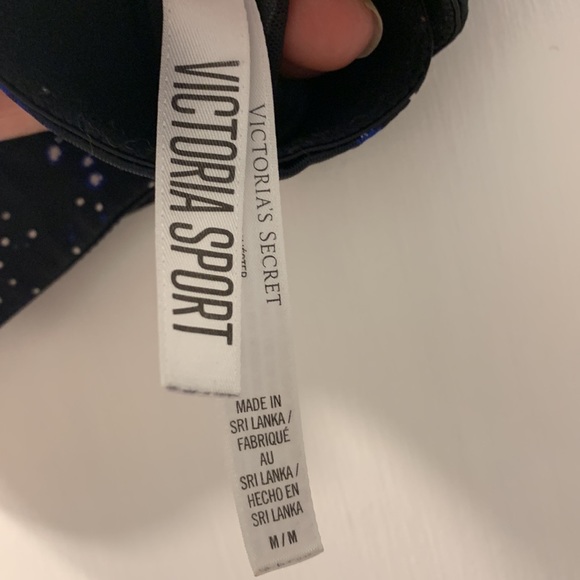 VICTORIA SPORT
VICTORIA'S SECRET
MADE IN
SRI LANKA /
FABRIQUÉ
AU
SRI LANKA /
HECHO EN
SRI LANKA
M / M